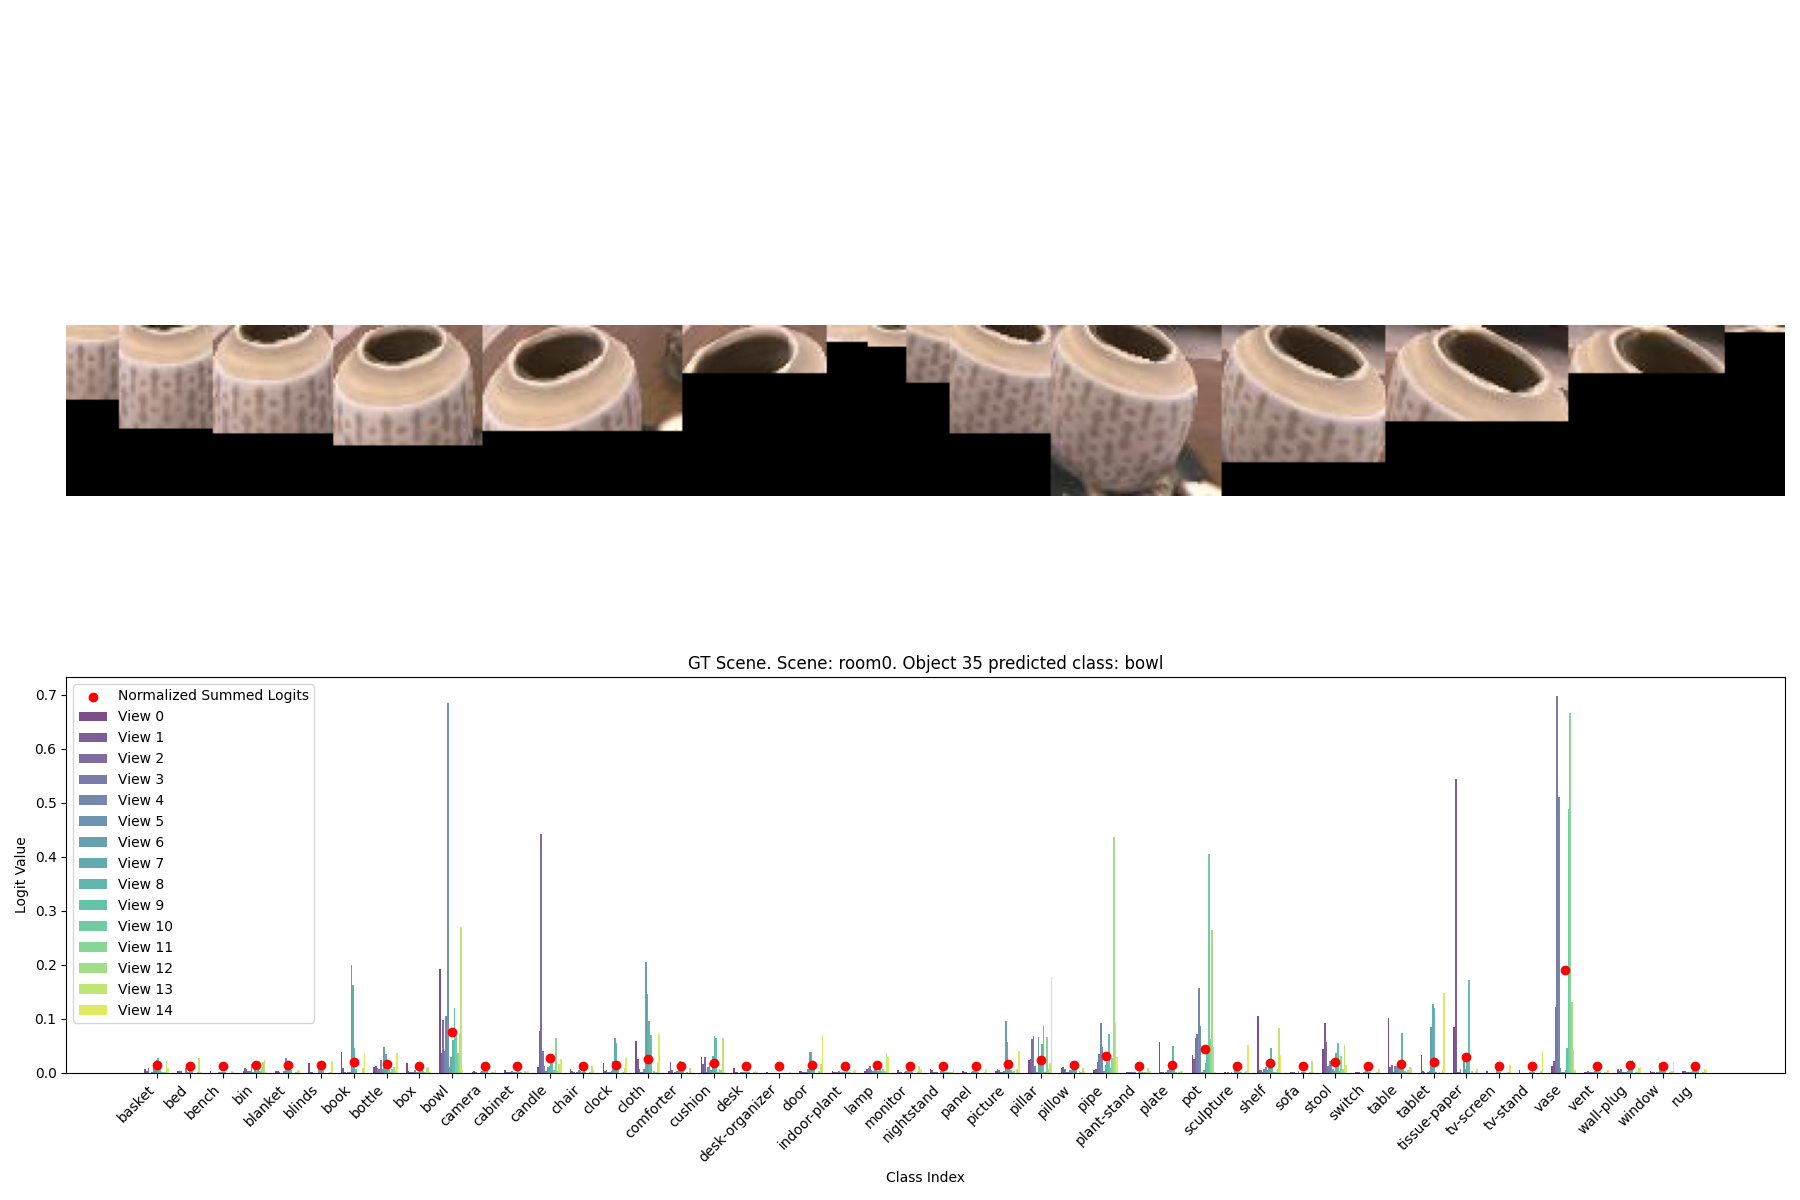 GT Scene. Scene: room0. Object 35 predicted class: bowl
Logit Value
0.7
0.6
0.5
0.4
0.3
0.2
0.1
0.0
Normalized Summed Logits
View 0
View 1
View 2
View 3
View 4
View 5
View 6
View 7
View 8
View 9
View 10
View 11
View 12
View 13
View 14
basket
bed
bench
bin
blanket
blinds
book
bottle
box
bowl
camera
cabinet
candle
chair
clock
cloth
comforter
cushion
desk
desk-organizer
door
indoor-plant
lamp
monitor
nightstand
panel
picture
pillar
pillow
pipe
plant-stand
plate
pot
sculpture
shelf
sofa
stool
switch
table
tablet
tissue-paper
tv-screen
tv-stand
vase
vent
wall-plug
window
rug
Class Index